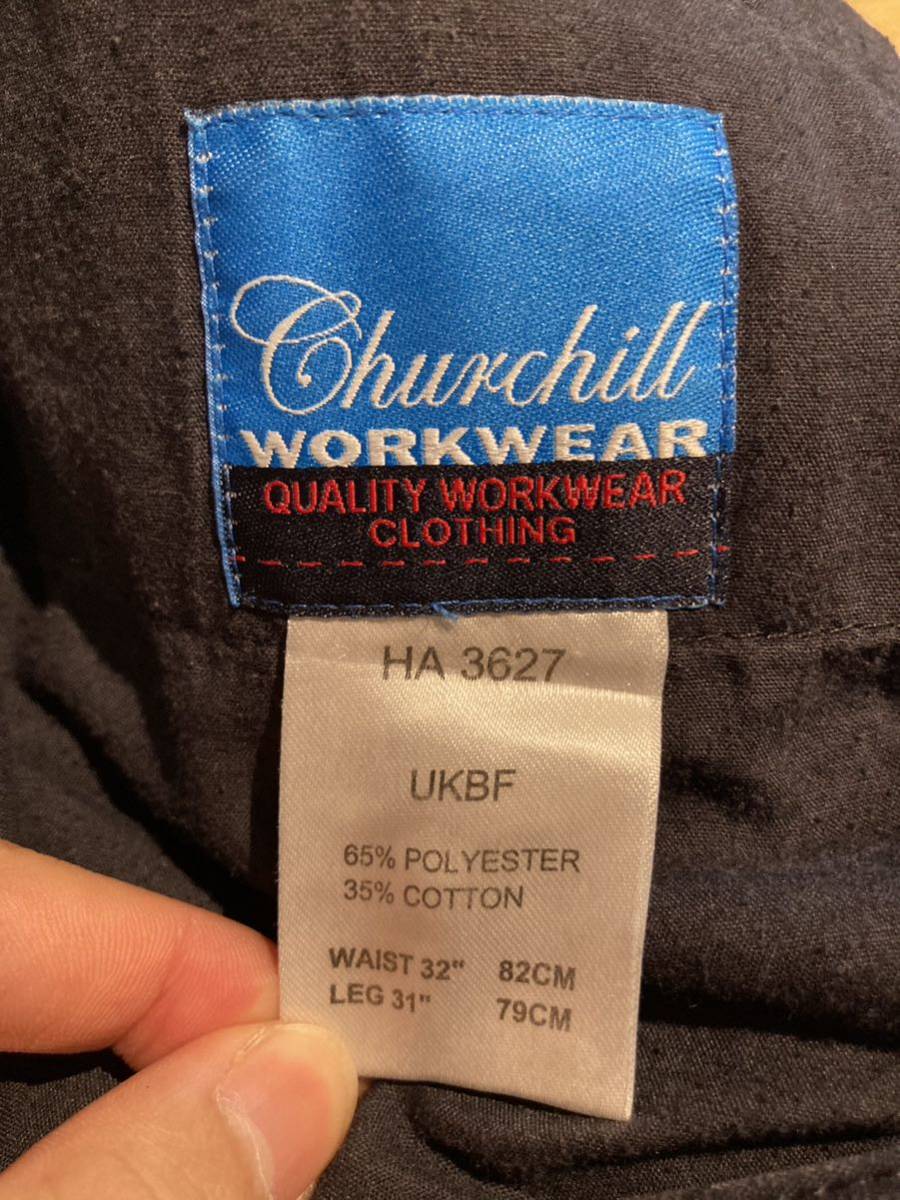 Churchill
WORKWEAR
QUALITY WORKWEAR
CLOTHING
HA 3627
UKBF
65% POLYESTER
35% COTTON
WAIST 32" 82CM
LEG 31" 79CM